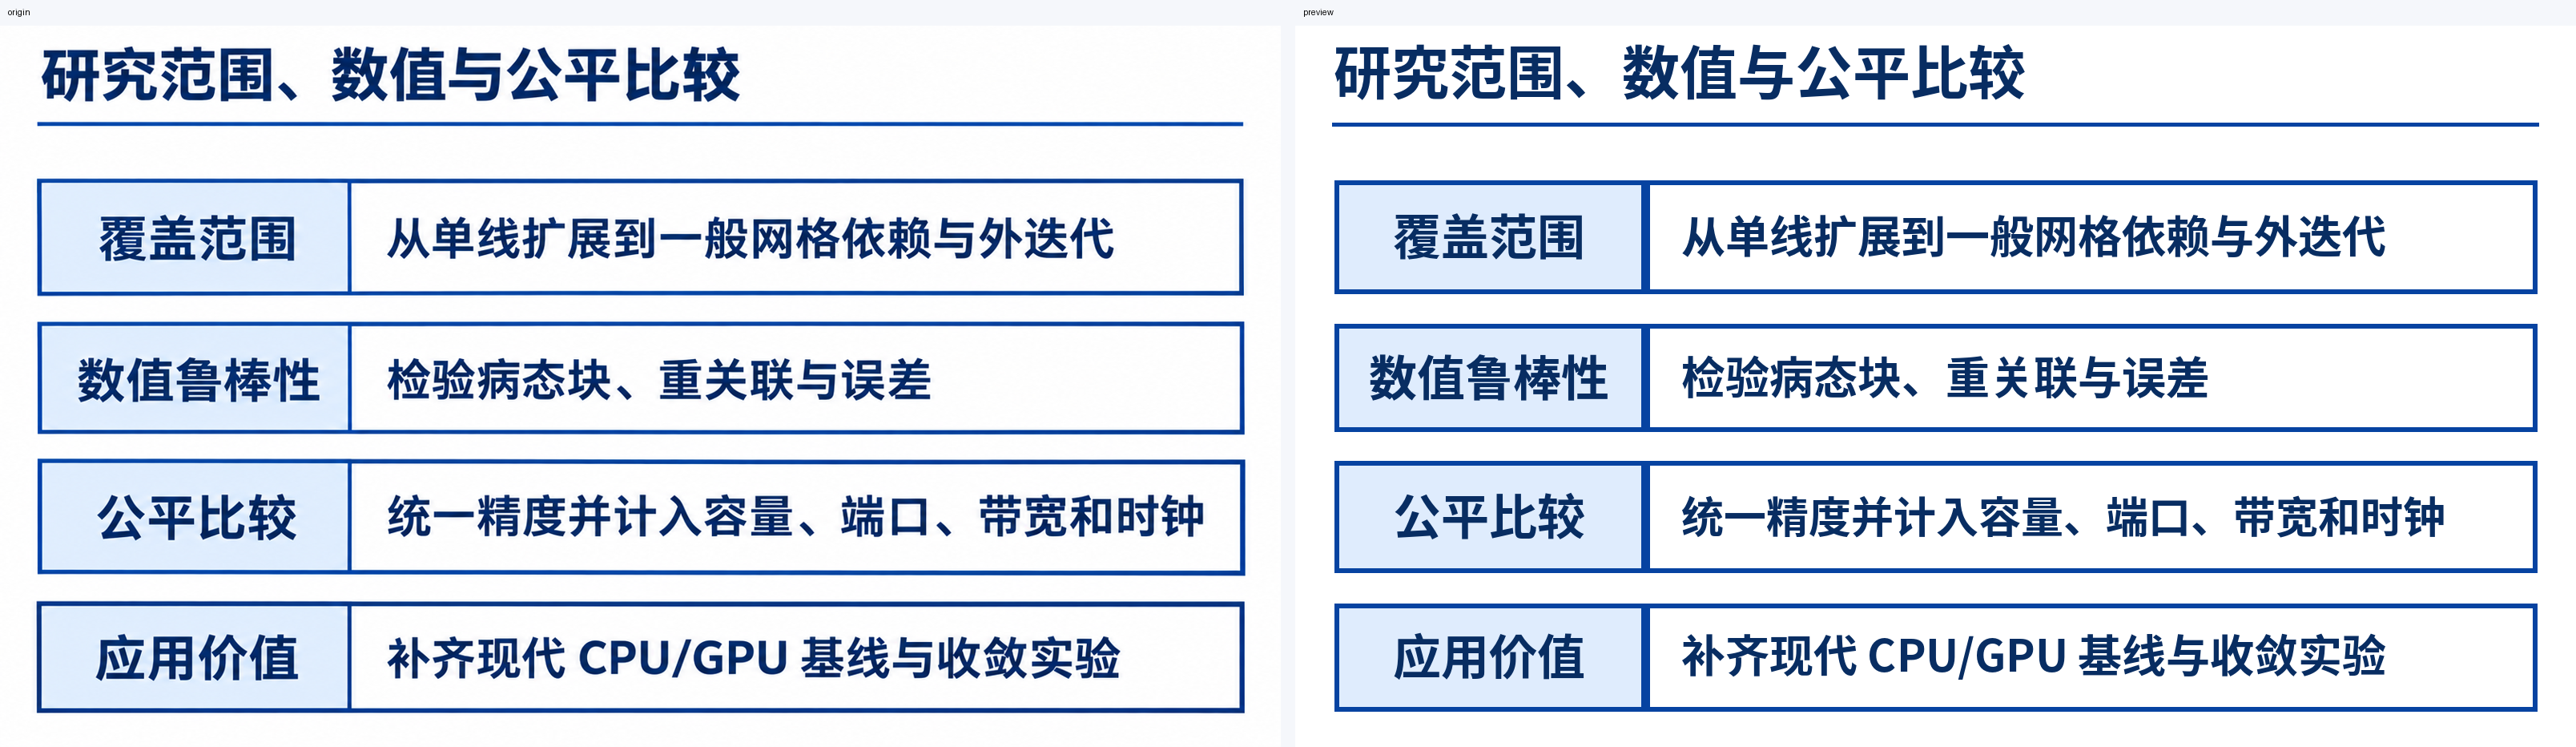 origin
研究范围、数值与公平比较
覆盖范围 从单线扩展到一般网格依赖与外迭代
数值鲁棒性 检验病态块、重关联与误差
公平比较 统一精度并计入容量、端口、带宽和时钟
应用价值 补齐现代 CPU/GPU 基线与收敛实验
preview
研究范围、数值与公平比较
覆盖范围 从单线扩展到一般网格依赖与外迭代
数值鲁棒性 检验病态块、重关联与误差
公平比较 统一精度并计入容量、端口、带宽和时钟
应用价值 补齐现代 CPU/GPU 基线与收敛实验